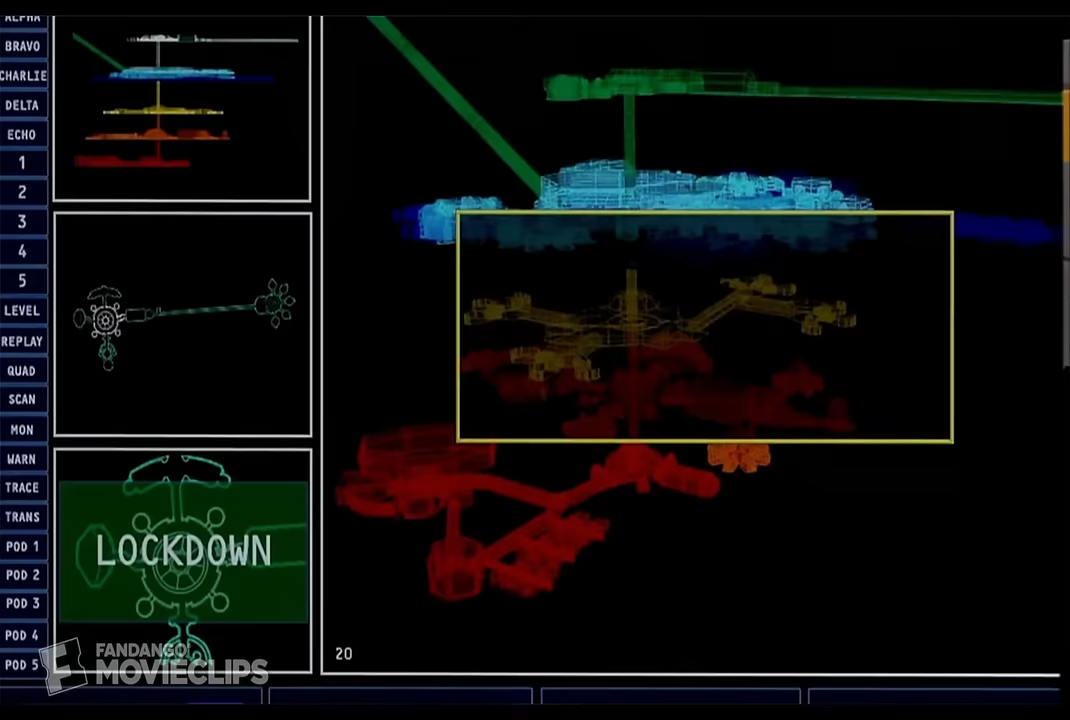 ALPHA
BRAVO
CHARLIE
DELTA
ECHO
1
2
3
4
5
LEVEL
REPLAY
QUAD
SCAN
MON
WARN
TRACE
TRANS
POD 1
POD 2
POD 3
POD 4
POD 5
LOCKDOWN
20
FANDANGO
MOVIECLIPS